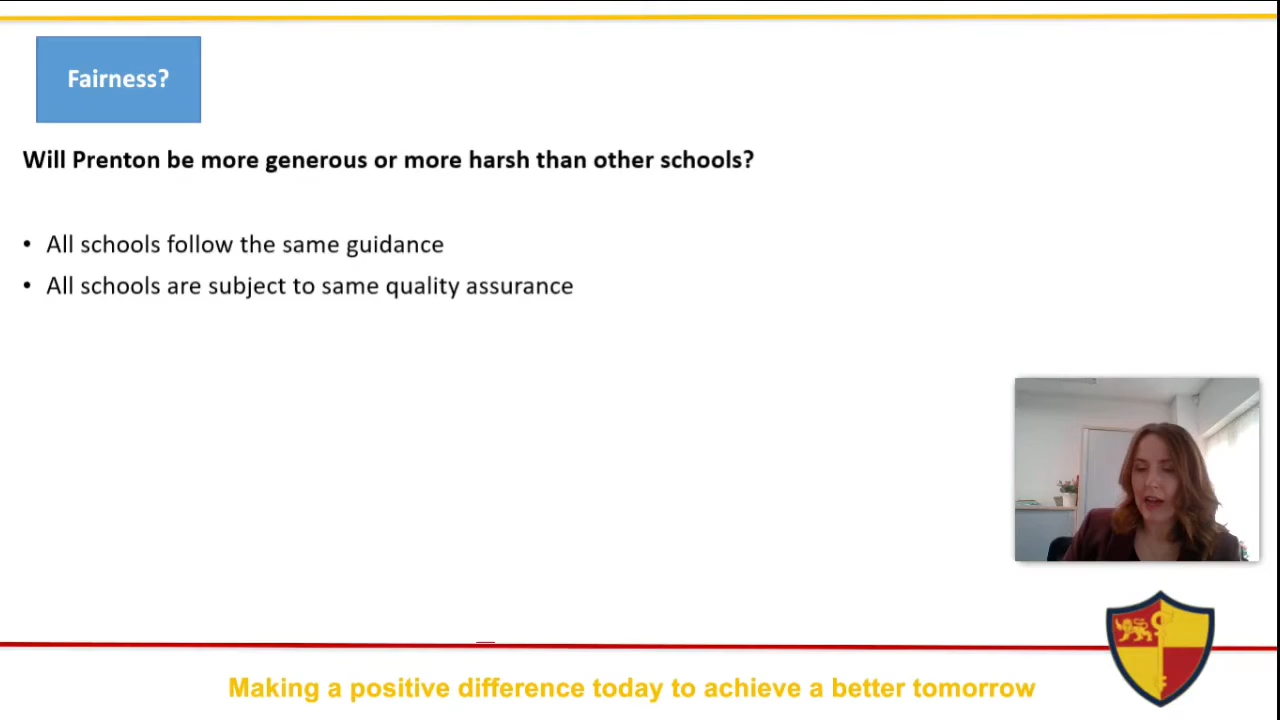 Fairness?
Will Prenton be more generous or more harsh than other schools?
• All schools follow the same guidance
• All schools are subject to same quality assurance
Making a positive difference today to achieve a better tomorrow